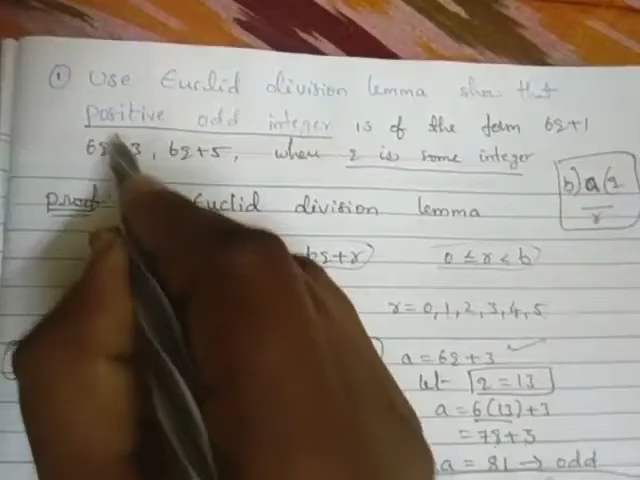 ① Use Euclid division lemma show that
positive odd integer is of the form 6q+1
6q+3, 6q+5, where q is some integer
b)a(q
r
proof Euclid division lemma
bq+r 0 ≤ r < b
r = 0, 1, 2, 3, 4, 5
a = 6q+3
let q = 13
a = 6(13)+3
= 78+3
a = 81 → odd